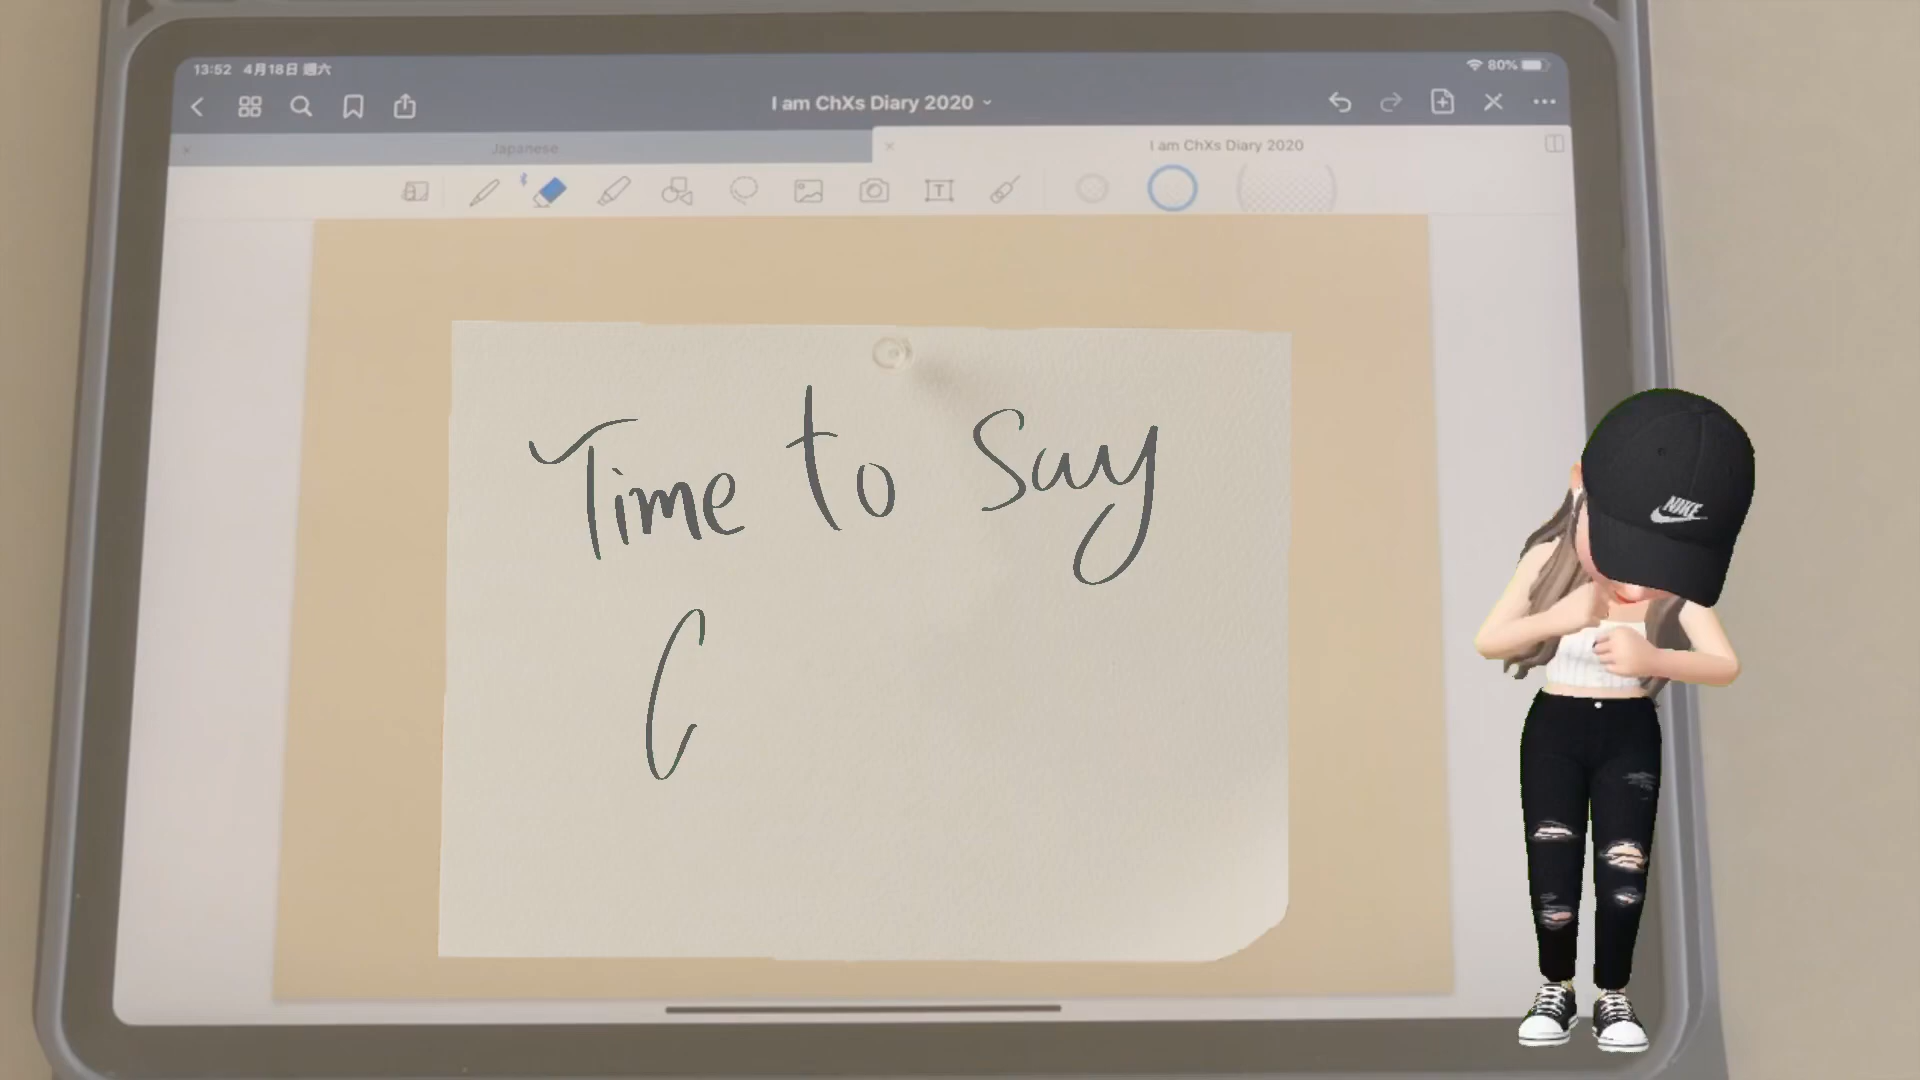 13:52 4月18日 週六
80%
I am ChXs Diary 2020
Japanese
I am ChXs Diary 2020
T
Time to Say
C
NIKE